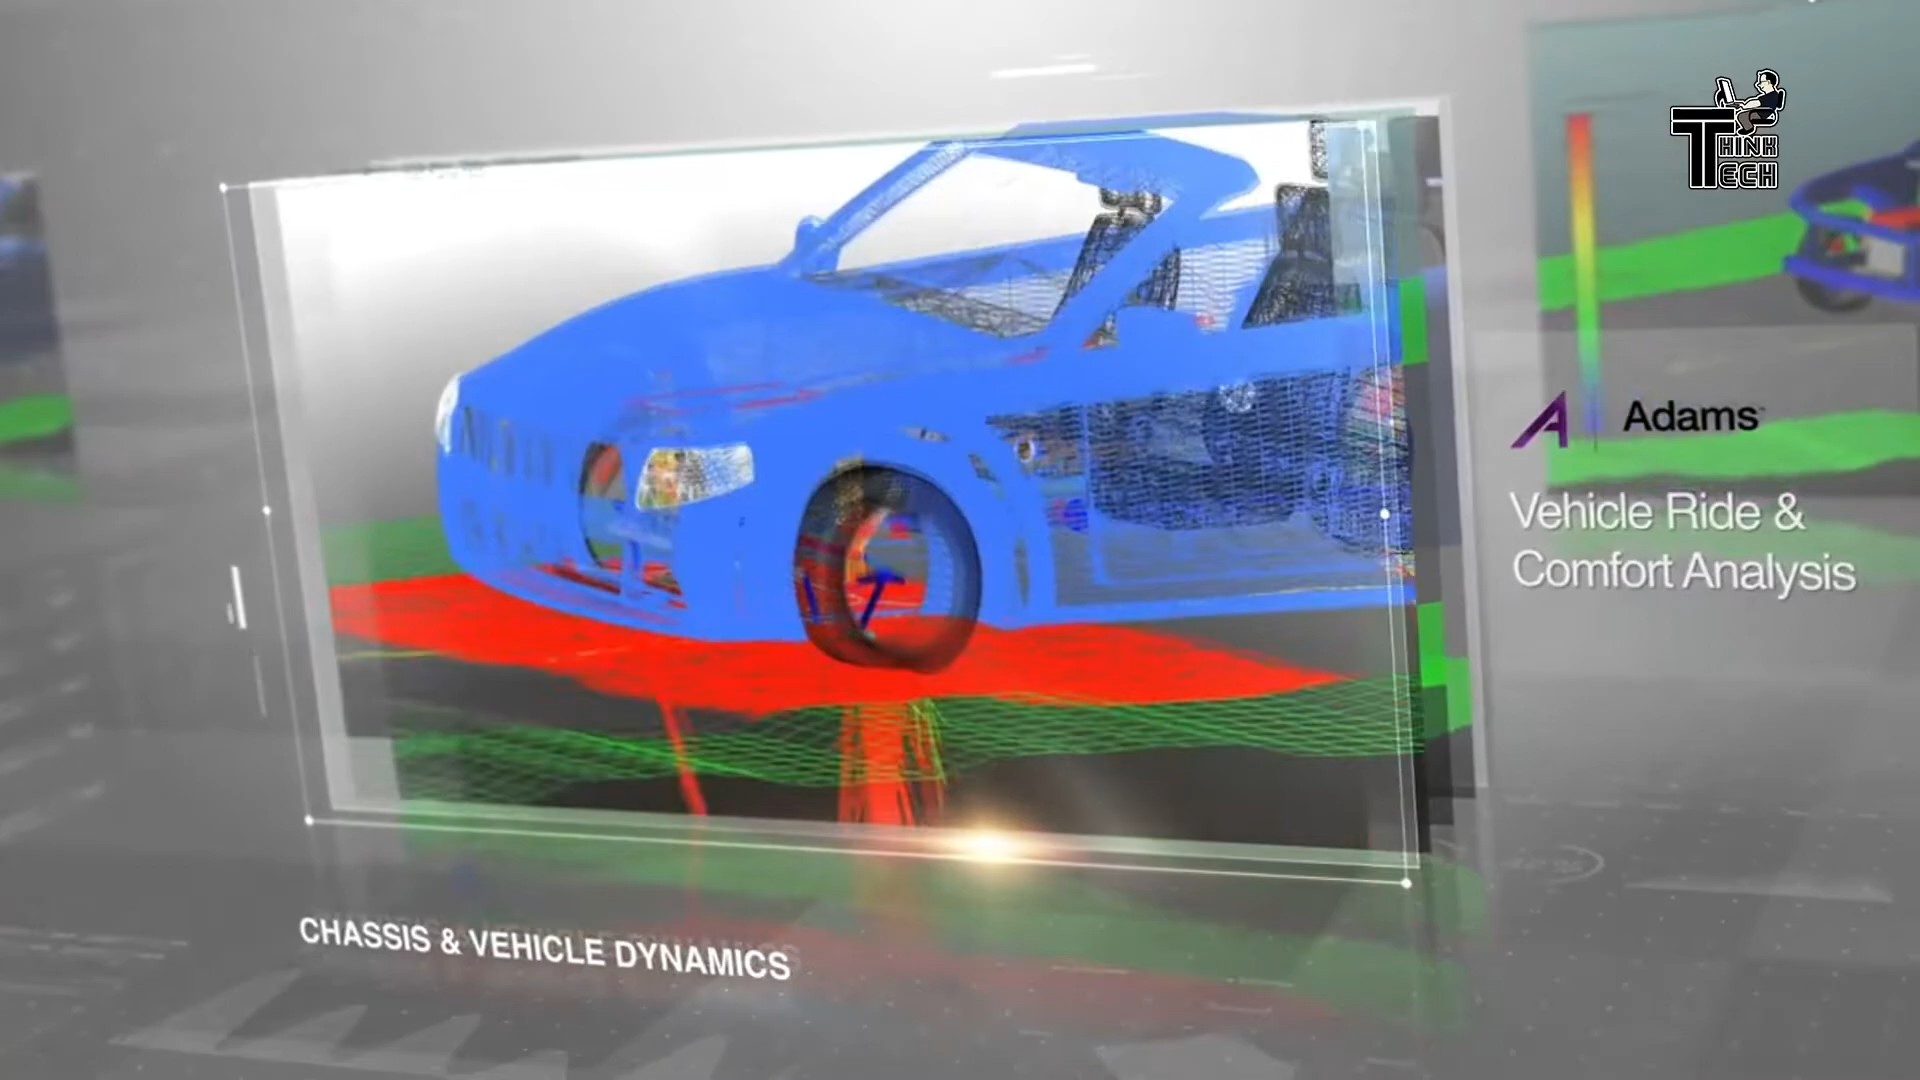 THINK
TECH
Adams
Vehicle Ride &
Comfort Analysis
CHASSIS & VEHICLE DYNAMICS